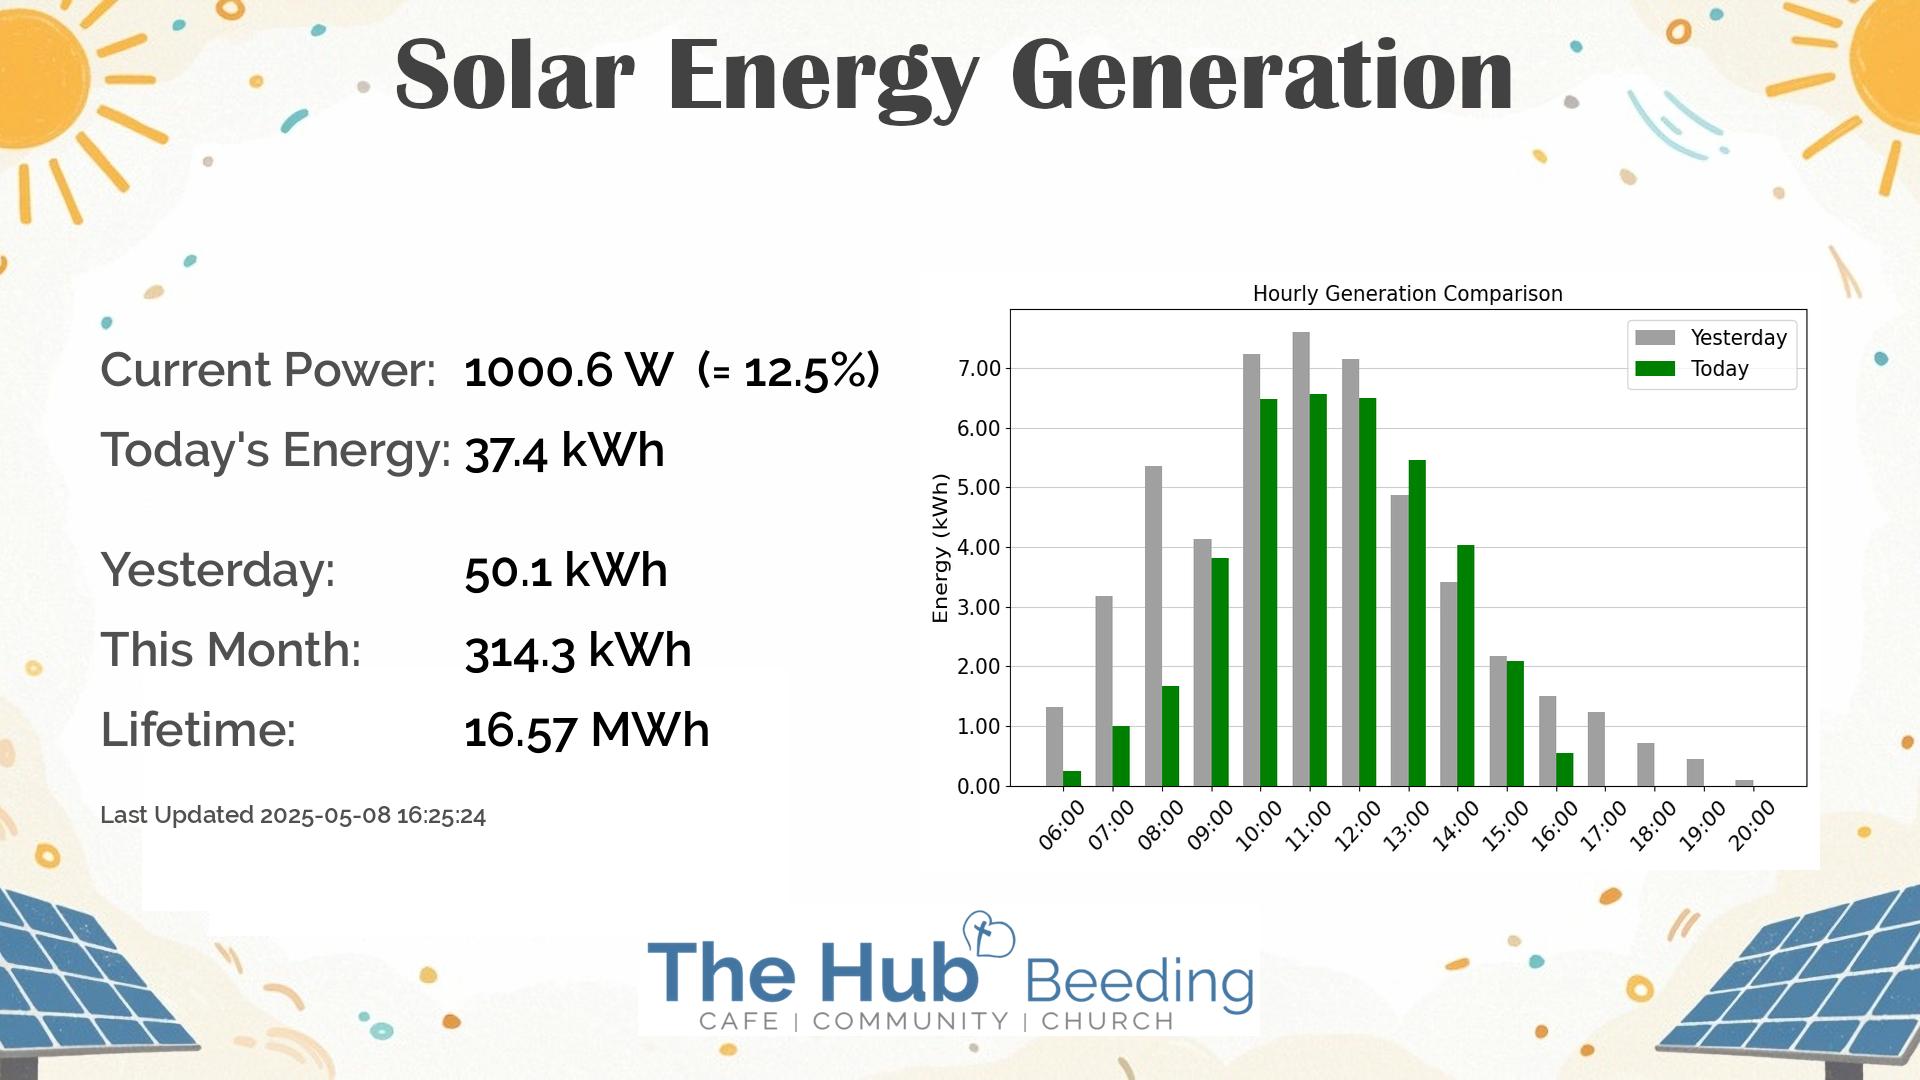 Solar Energy Generation
Current Power: 1000.6 W (= 12.5%)
Today's Energy: 37.4 kWh
Yesterday: 50.1 kWh
This Month: 314.3 kWh
Lifetime: 16.57 MWh
Last Updated 2025-05-08 16:25:24
Hourly Generation Comparison
Yesterday
Today
Energy (kWh)
7.00
6.00
5.00
4.00
3.00
2.00
1.00
0.00
06:00 07:00 08:00 09:00 10:00 11:00 12:00 13:00 14:00 15:00 16:00 17:00 18:00 19:00 20:00
The Hub Beeding
CAFE | COMMUNITY | CHURCH